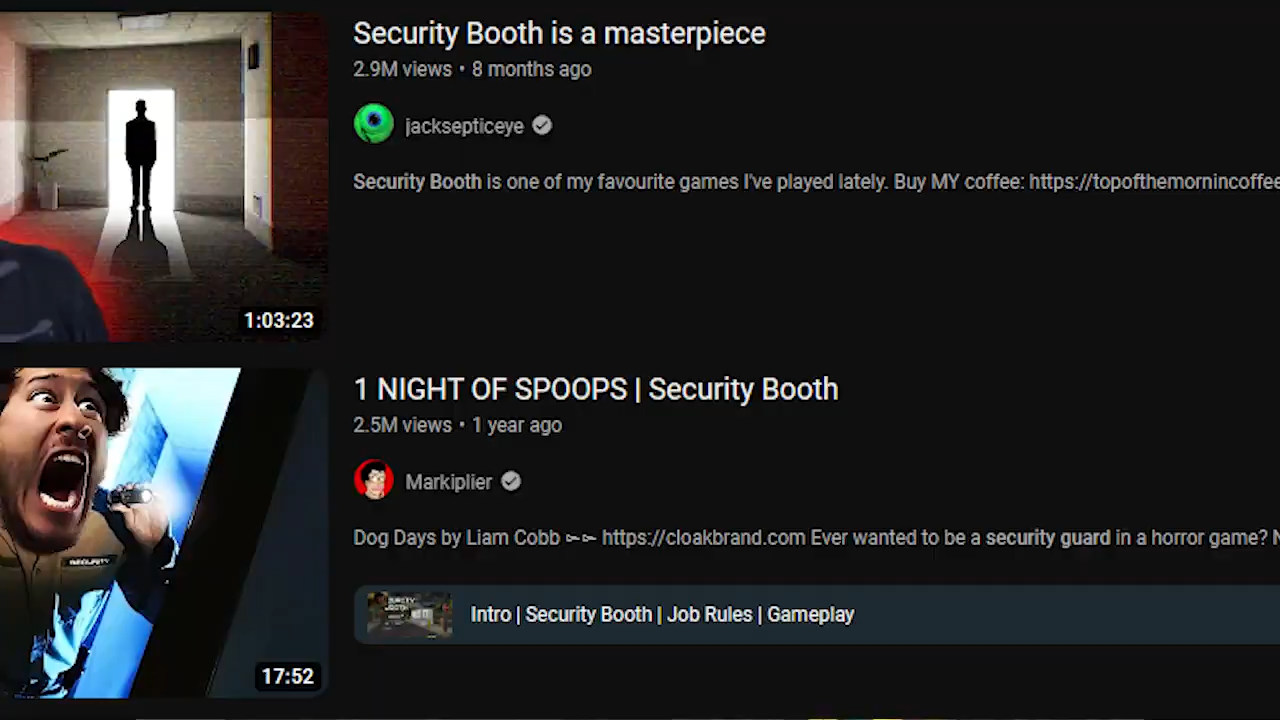 Security Booth is a masterpiece
2.9M views • 8 months ago
jacksepticeye
Security Booth is one of my favourite games I've played lately. Buy MY coffee: https://topofthemornincoffee
1:03:23
1 NIGHT OF SPOOPS | Security Booth
2.5M views • 1 year ago
Markiplier
Dog Days by Liam Cobb ➳➳ https://cloakbrand.com Ever wanted to be a security guard in a horror game? N
Intro | Security Booth | Job Rules | Gameplay
17:52